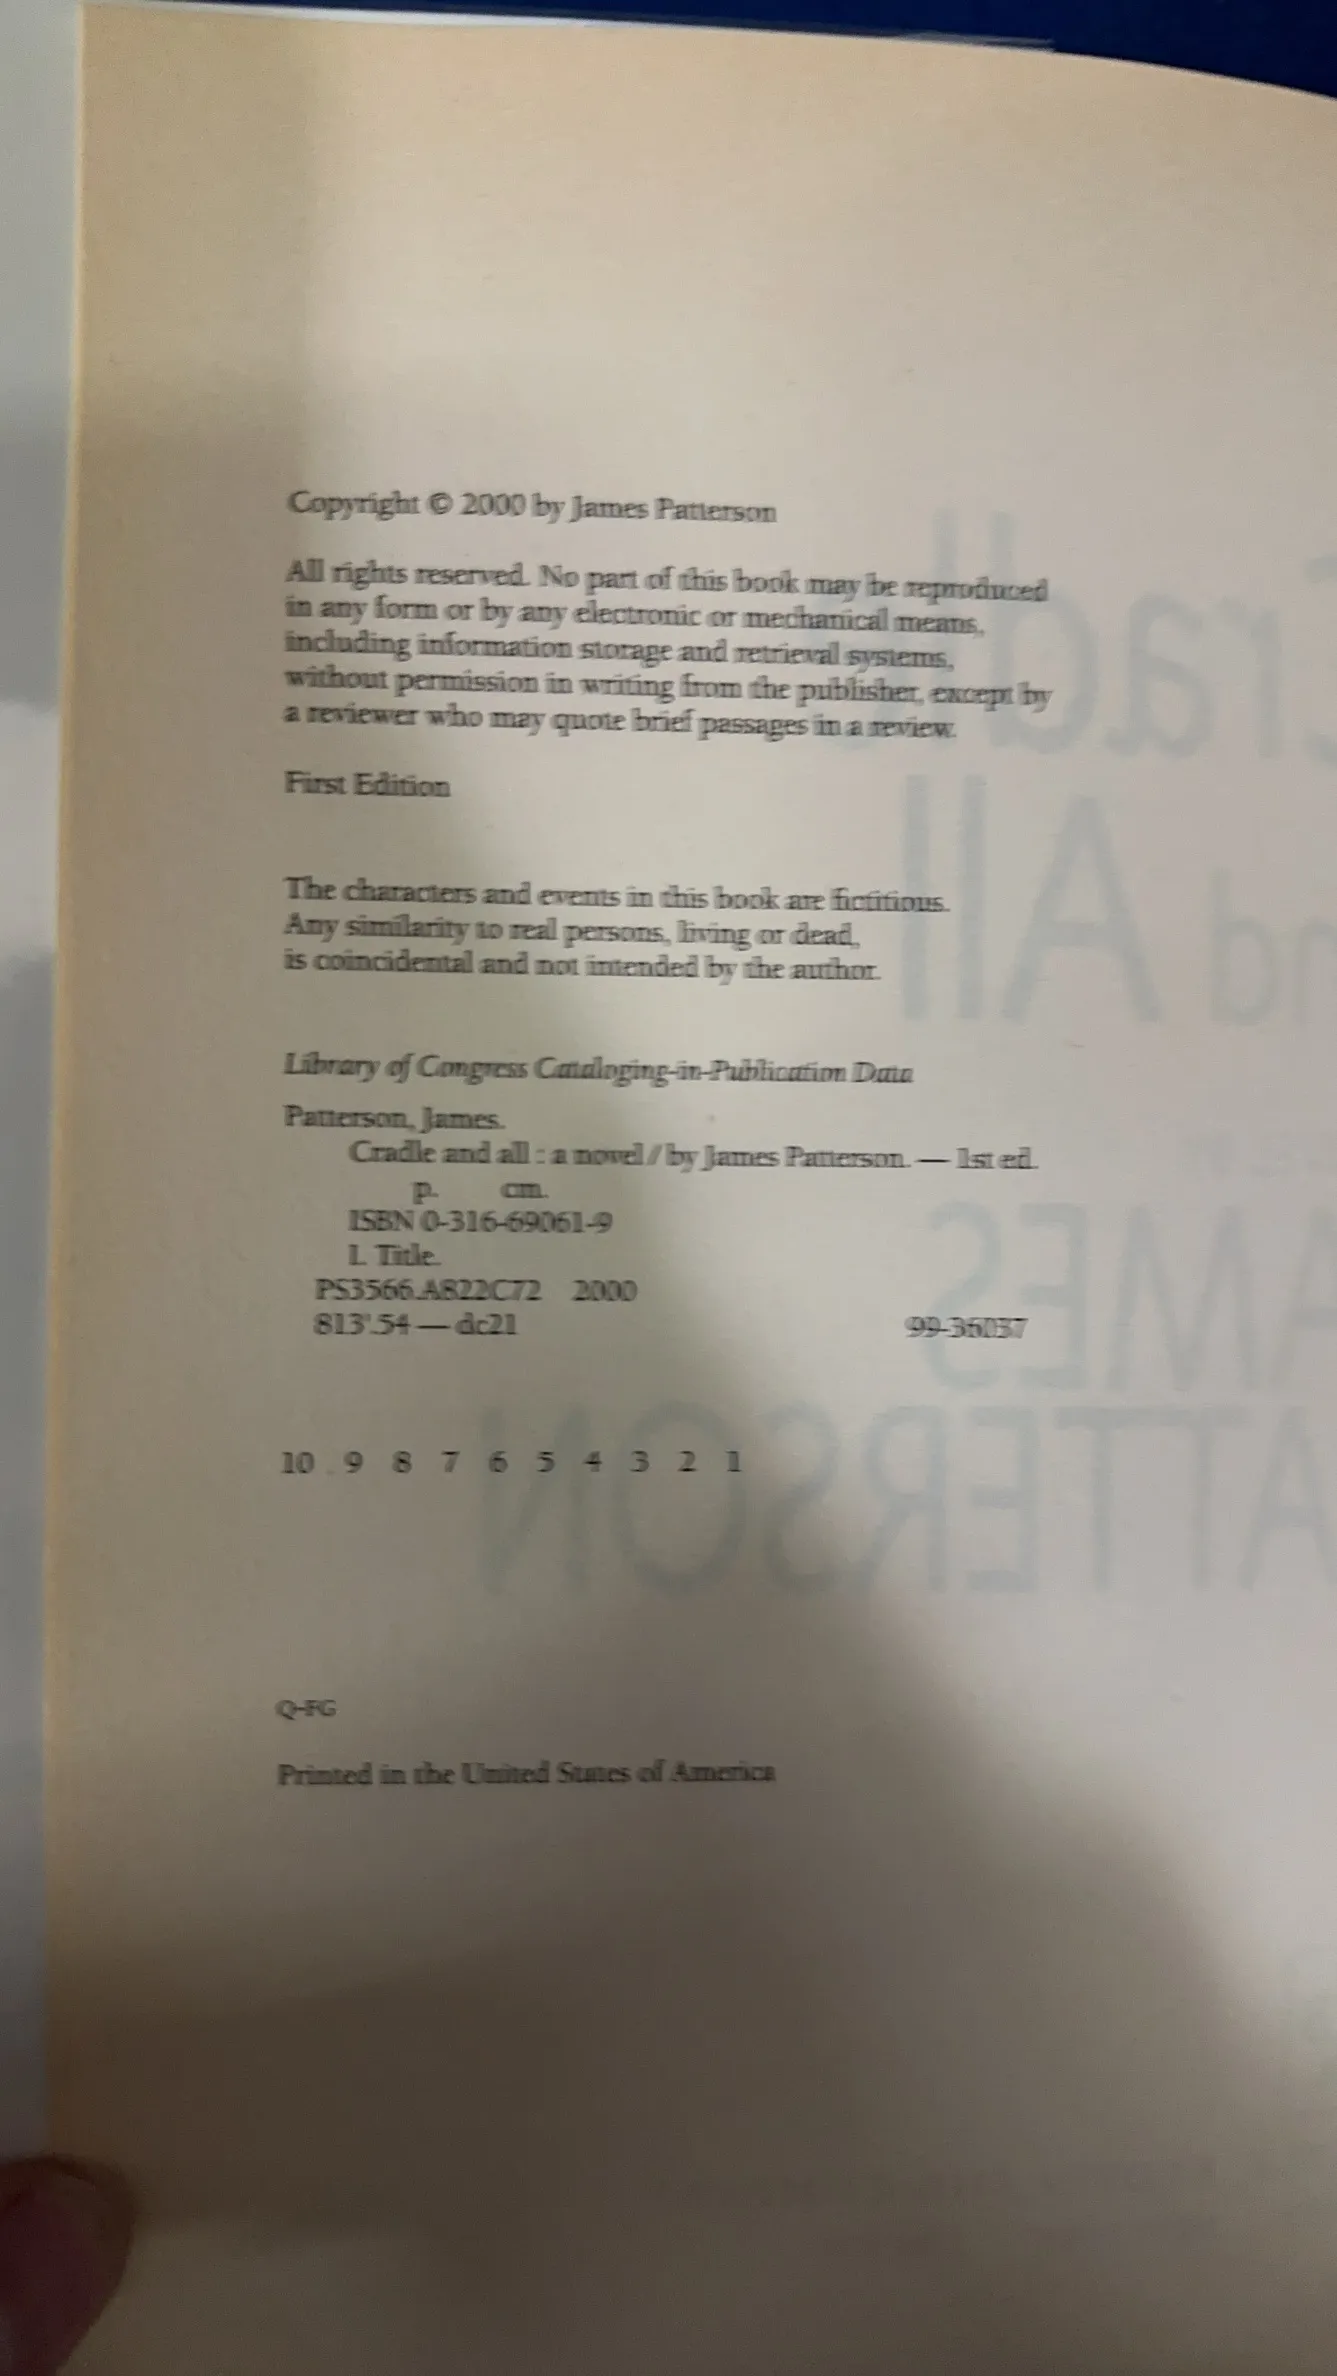 Copyright © 2000 by James Patterson
All rights reserved. No part of this book may be reproduced
in any form or by any electronic or mechanical means,
including information storage and retrieval systems,
without permission in writing from the publisher, except by
a reviewer who may quote brief passages in a review.
First Edition
The characters and events in this book are fictitious.
Any similarity to real persons, living or dead,
is coincidental and not intended by the author.
Library of Congress Cataloging-in-Publication Data
Patterson, James.
Cradle and all : a novel / by James Patterson. — 1st ed.
p. cm.
ISBN 0-316-69061-9
I. Title.
PS3566.A822C72 2000
813'.54 — dc21 99-36037
10 9 8 7 6 5 4 3 2 1
Q-FG
Printed in the United States of America